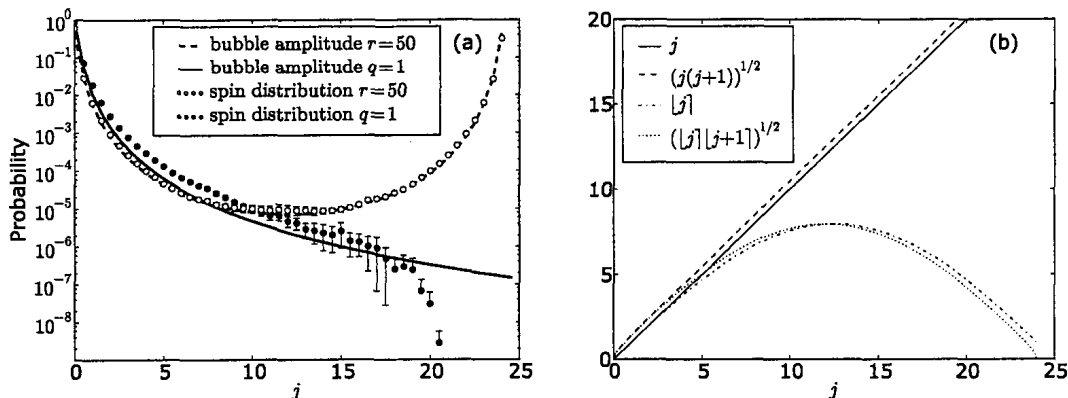 (a)
bubble amplitude r=50
bubble amplitude q=1
spin distribution r=50
spin distribution q=1
Probability
10^0
10^-1
10^-2
10^-3
10^-4
10^-5
10^-6
10^-7
10^-8
0 5 10 15 20 25
j
(b)
j
(j(j+1))^1/2
⌊j⌉
(⌊j⌉⌊j+1⌉)^1/2
20
15
10
5
0
0 5 10 15 20 25
j